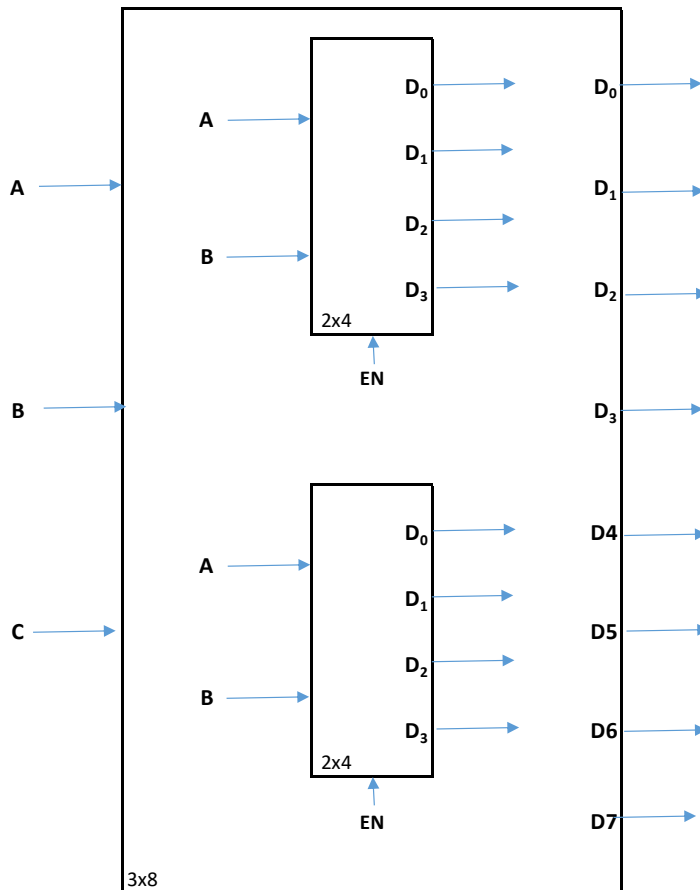 D₀ D₀
A
D₁
A D₁
D₂
B
D₃ D₂
2x4
EN
B D₃
D₀ D4
A
D₁
C D5
D₂
B
D₃ D6
2x4
EN D7
3x8